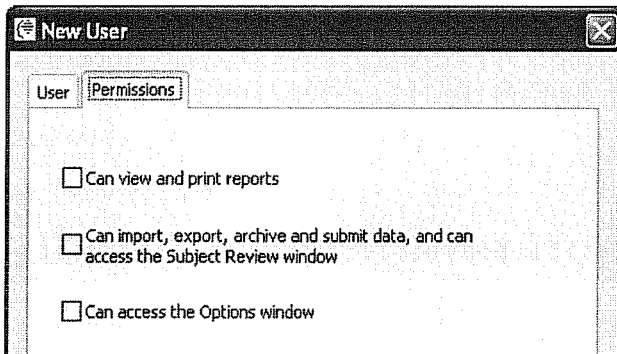 New User
User
Permissions
Can view and print reports
Can import, export, archive and submit data, and can
access the Subject Review window
Can access the Options window